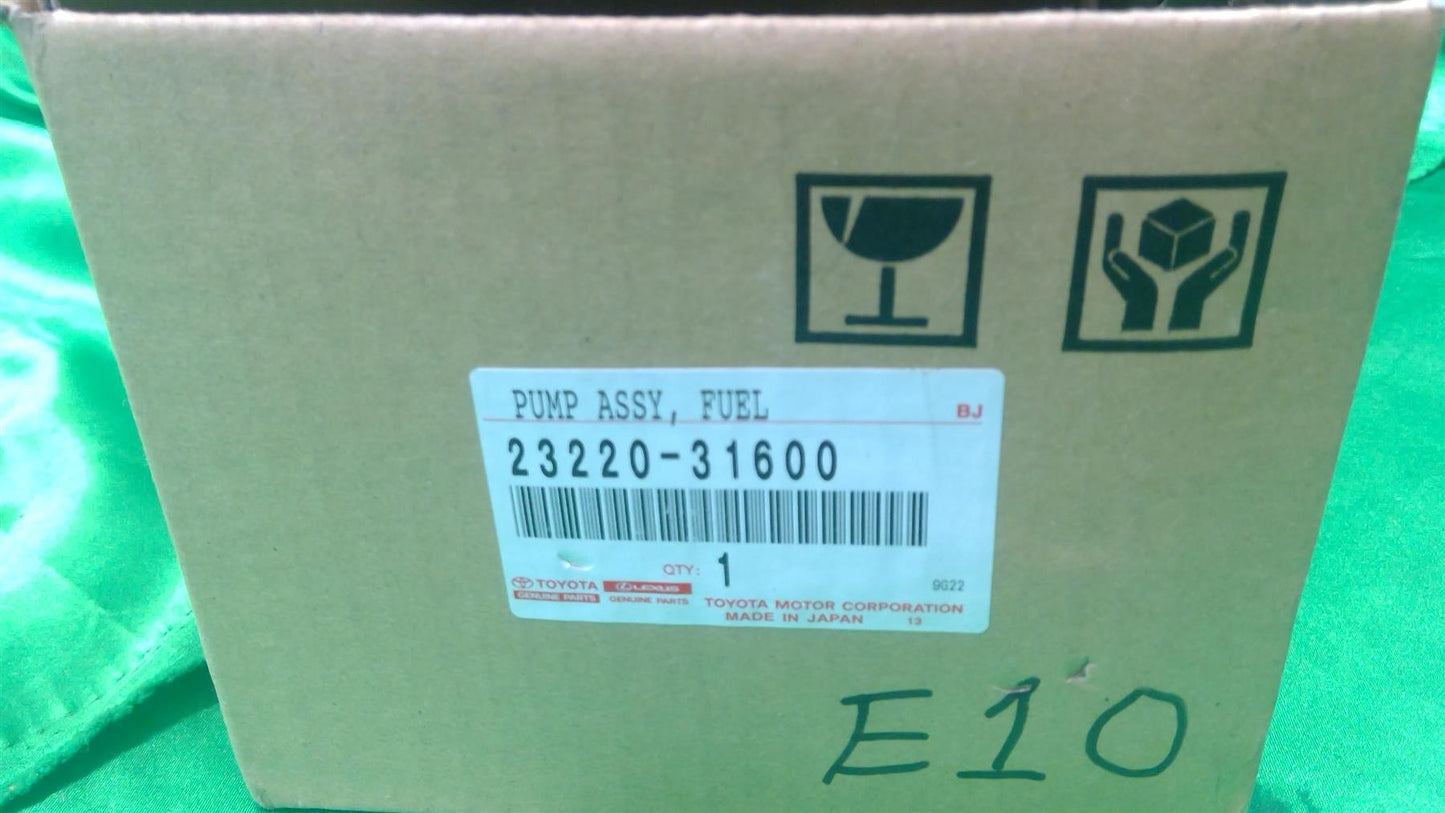 PUMP ASSY, FUEL BJ
23220-31600
QTY: 1
9G22
TOYOTA LEXUS
GENUINE PARTS GENUINE PARTS
TOYOTA MOTOR CORPORATION
MADE IN JAPAN 13
E10